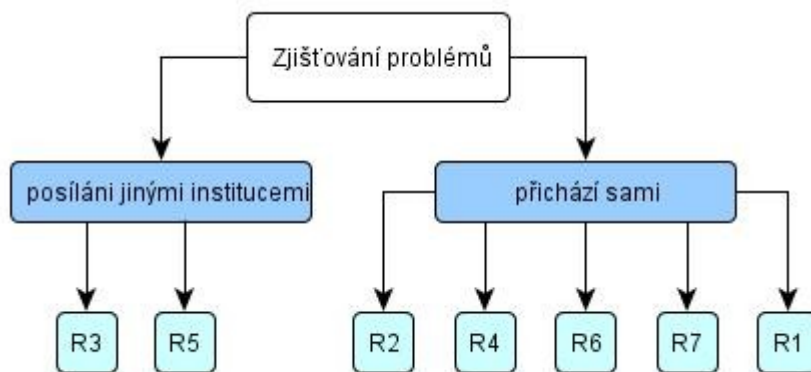 Zjišťování problémů
posíláni jinými institucemi
přichází sami
R3
R5
R2
R4
R6
R7
R1